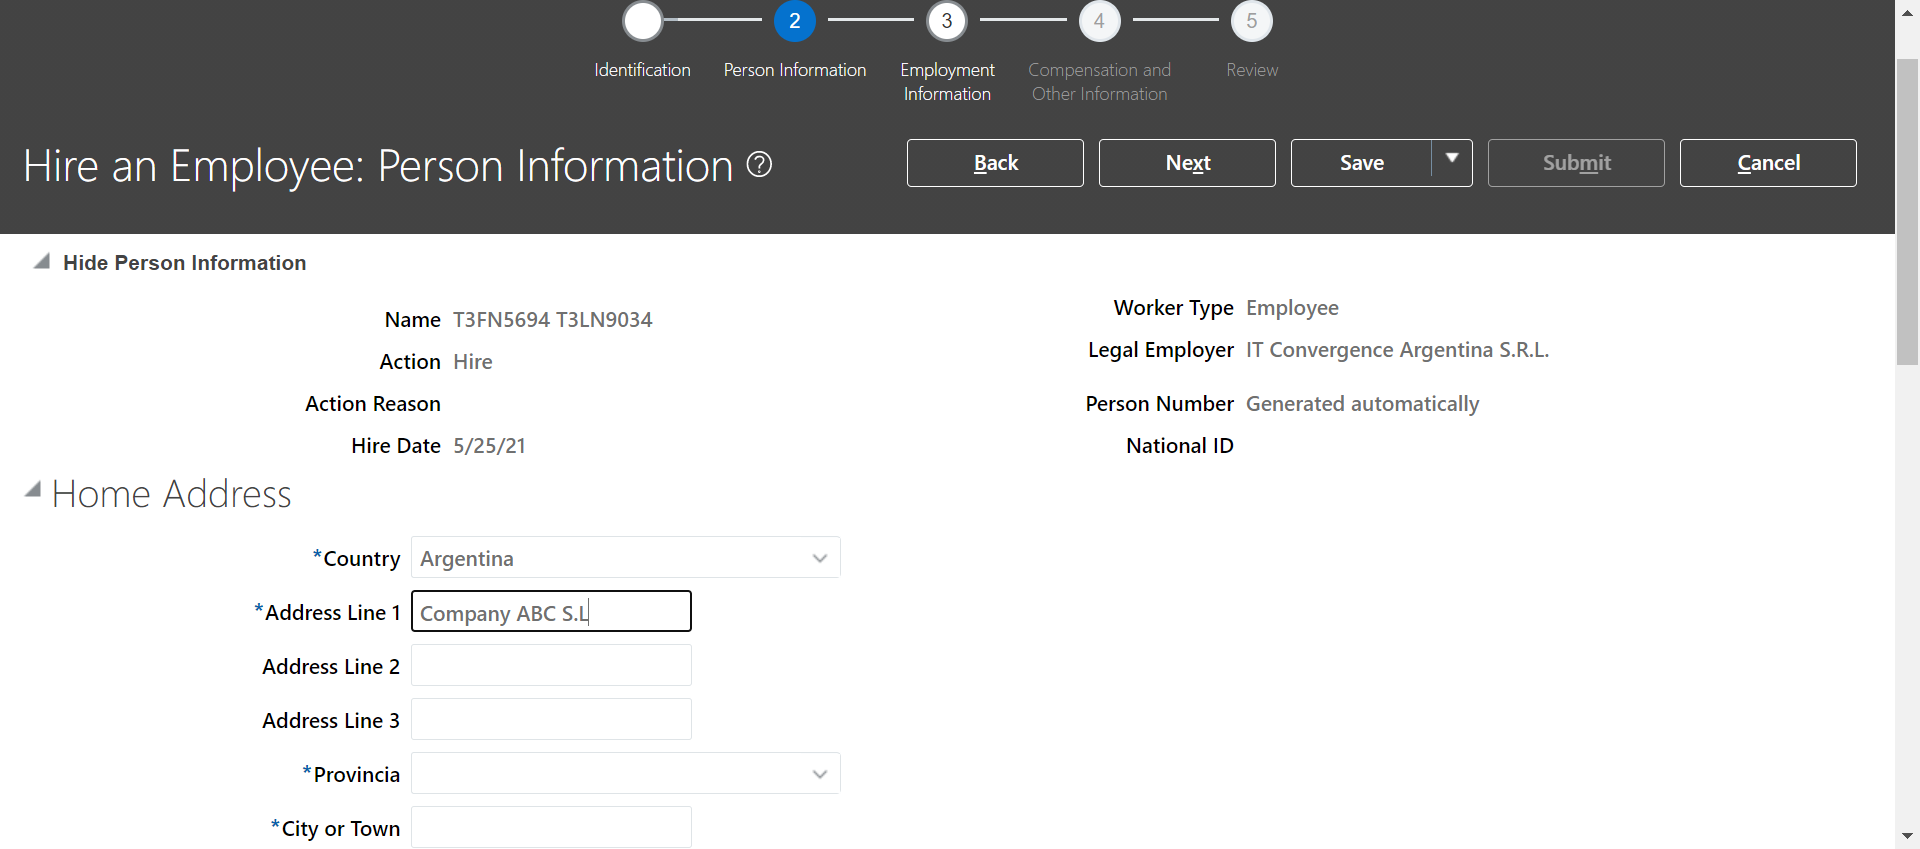 2
3
4
5
Identification
Person Information
Employment
Information
Compensation and
Other Information
Review
Hire an Employee: Person Information ?
Back
Next
Save
Submit
Cancel
Hide Person Information
Name T3FN5694 T3LN9034
Action Hire
Action Reason
Hire Date 5/25/21
Worker Type Employee
Legal Employer IT Convergence Argentina S.R.L.
Person Number Generated automatically
National ID
Home Address
*Country Argentina
*Address Line 1 Company ABC S.L
Address Line 2
Address Line 3
*Provincia
*City or Town